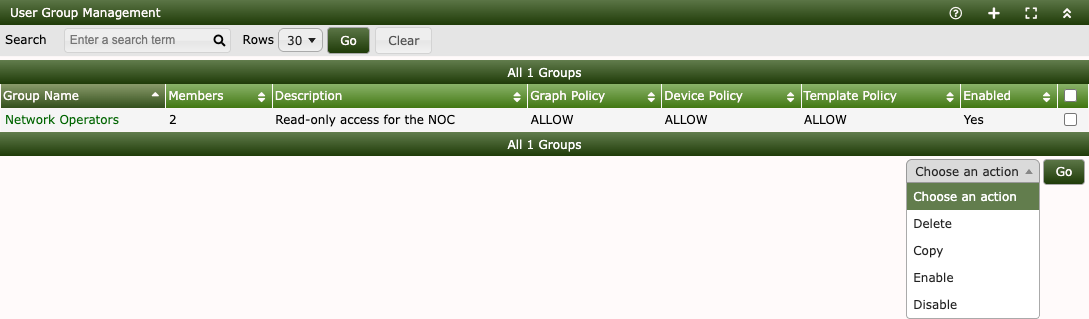 User Group Management
Search Enter a search term Rows 30 Go Clear
All 1 Groups
Group Name Members Description Graph Policy Device Policy Template Policy Enabled
Network Operators 2 Read-only access for the NOC ALLOW ALLOW ALLOW Yes
All 1 Groups
Choose an action Go
Choose an action
Delete
Copy
Enable
Disable